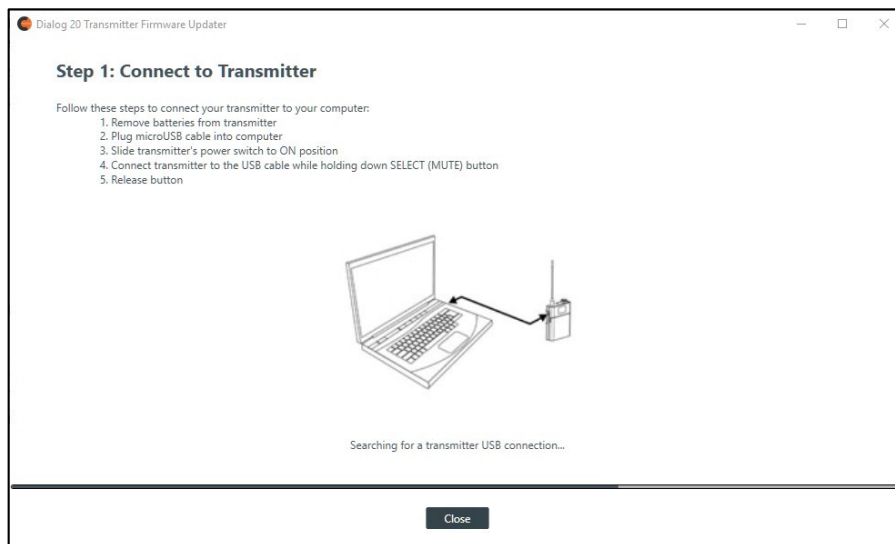 Dialog 20 Transmitter Firmware Updater
Step 1: Connect to Transmitter
Follow these steps to connect your transmitter to your computer:
1. Remove batteries from transmitter
2. Plug microUSB cable into computer
3. Slide transmitter's power switch to ON position
4. Connect transmitter to the USB cable while holding down SELECT (MUTE) button
5. Release button
Searching for a transmitter USB connection...
Close